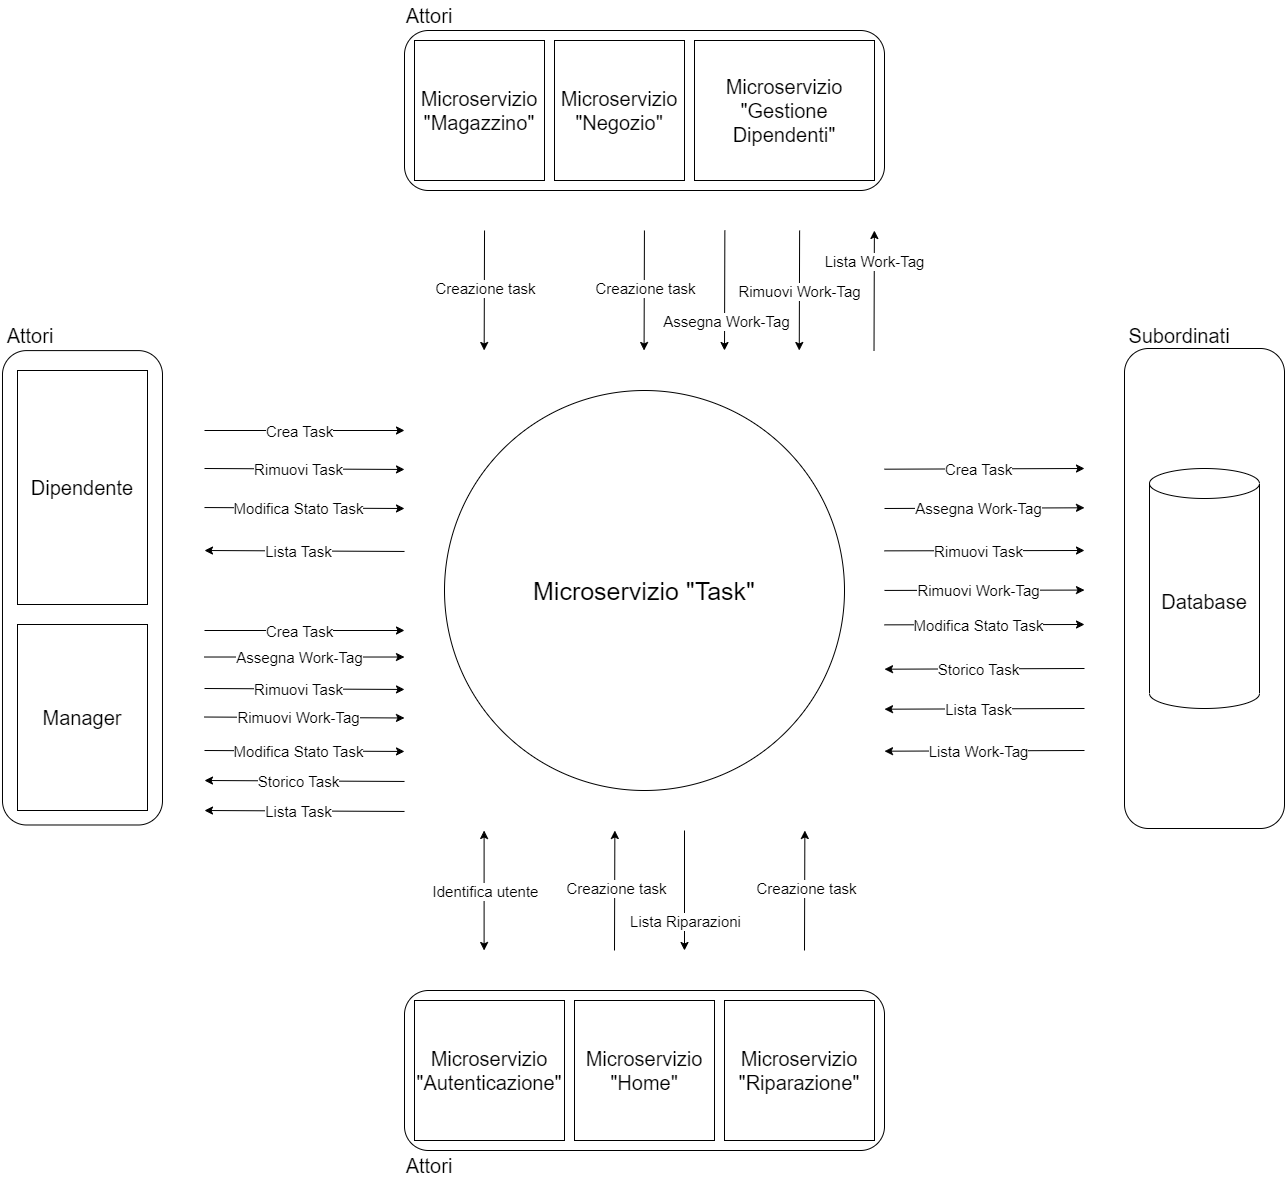 Attori
Microservizio
"Magazzino"
Microservizio
"Negozio"
Microservizio
"Gestione
Dipendenti"
Lista Work-Tag
Creazione task
Creazione task
Rimuovi Work-Tag
Assegna Work-Tag
Attori
Dipendente
Manager
Crea Task
Rimuovi Task
Modifica Stato Task
Lista Task
Crea Task
Assegna Work-Tag
Rimuovi Task
Rimuovi Work-Tag
Modifica Stato Task
Storico Task
Lista Task
Microservizio "Task"
Crea Task
Assegna Work-Tag
Rimuovi Task
Rimuovi Work-Tag
Modifica Stato Task
Storico Task
Lista Task
Lista Work-Tag
Subordinati
Database
Identifica utente
Creazione task
Lista Riparazioni
Creazione task
Microservizio
"Autenticazione"
Microservizio
"Home"
Microservizio
"Riparazione"
Attori